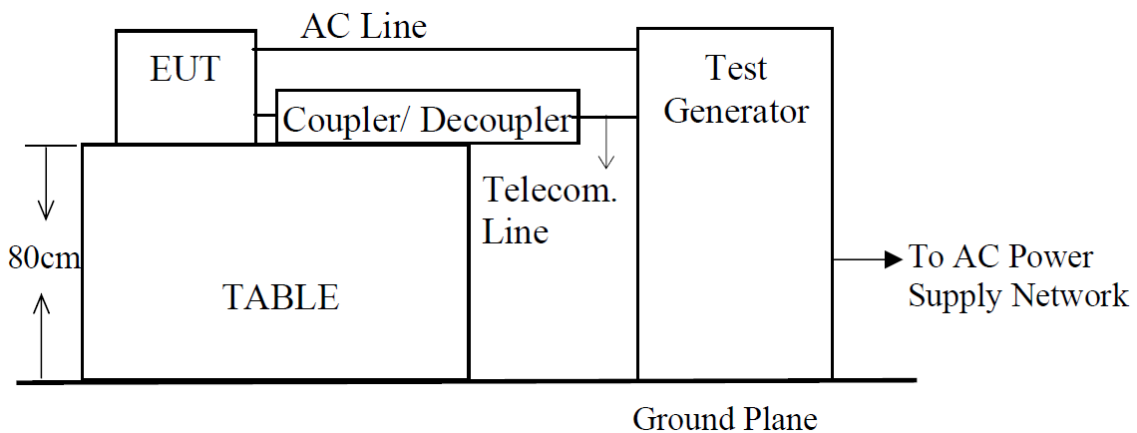 AC Line
EUT
Test
Generator
Coupler/ Decoupler
Telecom.
Line
80cm
TABLE
To AC Power
Supply Network
Ground Plane